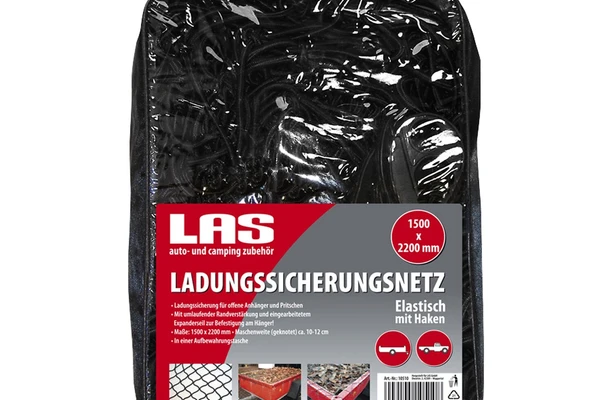 LAS
auto- und camping zubehör
1500
x
2200 mm
LADUNGSSICHERUNGSNETZ
• Ladungssicherung für offene Anhänger und Pritschen
• Mit umlaufender Randverstärkung und eingearbeitetem
Expanderseil zur Befestigung am Hänger!
• Maße: 1500 x 2200 mm • Maschenweite (geknotet) ca. 10-12 cm
• In einer Aufbewahrungstasche
Elastisch
mit Haken
Art.-Nr.: